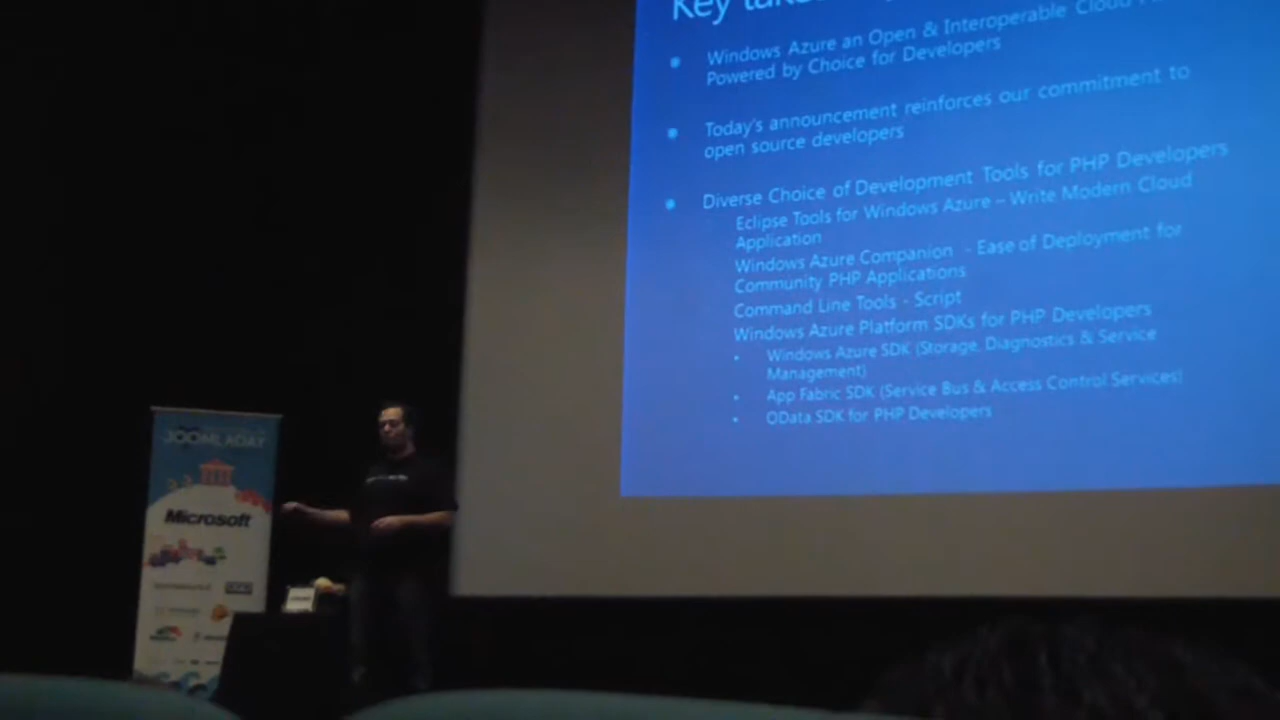 Key
Windows Azure an Open & Interoperable Cloud
Powered by Choice for Developers
Today's announcement reinforces our commitment to
open source developers
Diverse Choice of Development Tools for PHP Developers
Eclipse Tools for Windows Azure – Write Modern Cloud
Application
Windows Azure Companion - Ease of Deployment for
Community PHP Applications
Command Line Tools - Script
Windows Azure Platform SDKs for PHP Developers
Windows Azure SDK (Storage, Diagnostics & Service
Management)
App Fabric SDK (Service Bus & Access Control Services)
OData SDK for PHP Developers
JOOMLADAY
Microsoft